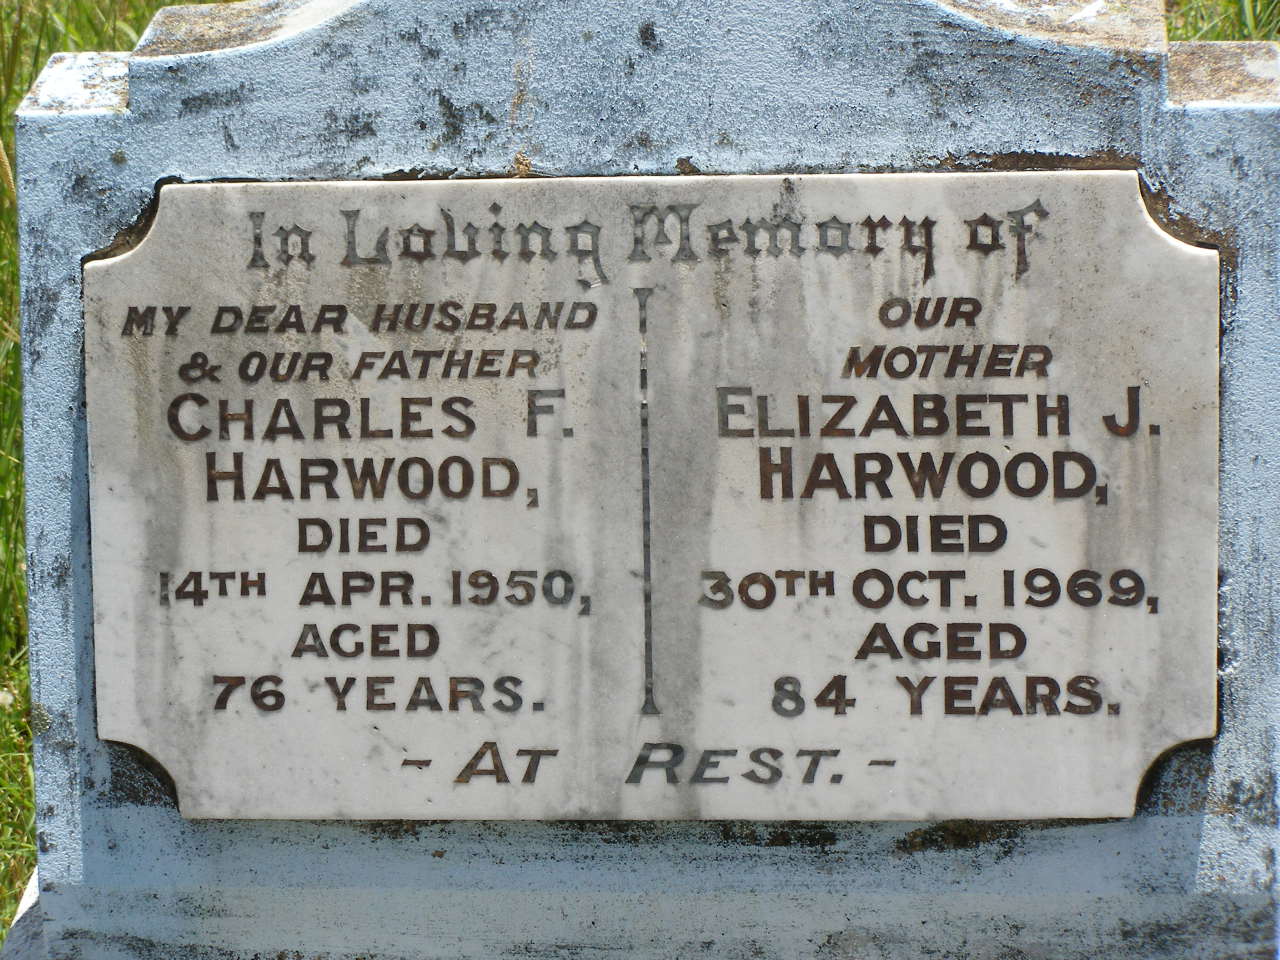 In Loving Memory of
MY DEAR HUSBAND
& OUR FATHER
CHARLES F.
HARWOOD,
DIED
14TH APR. 1950,
AGED
76 YEARS.
OUR
MOTHER
ELIZABETH J.
HARWOOD,
DIED
30TH OCT. 1969,
AGED
84 YEARS.
- AT REST. -